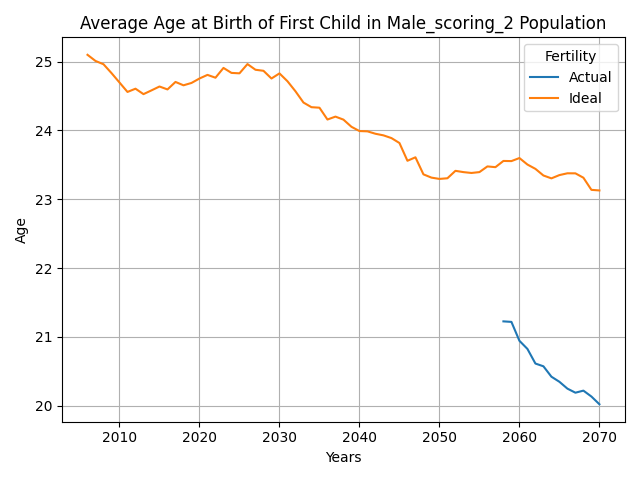 Average Age at Birth of First Child in Male_scoring_2 Population
Fertility
Actual
Ideal
25
24
23
22
21
20
Age
2010 2020 2030 2040 2050 2060 2070
Years